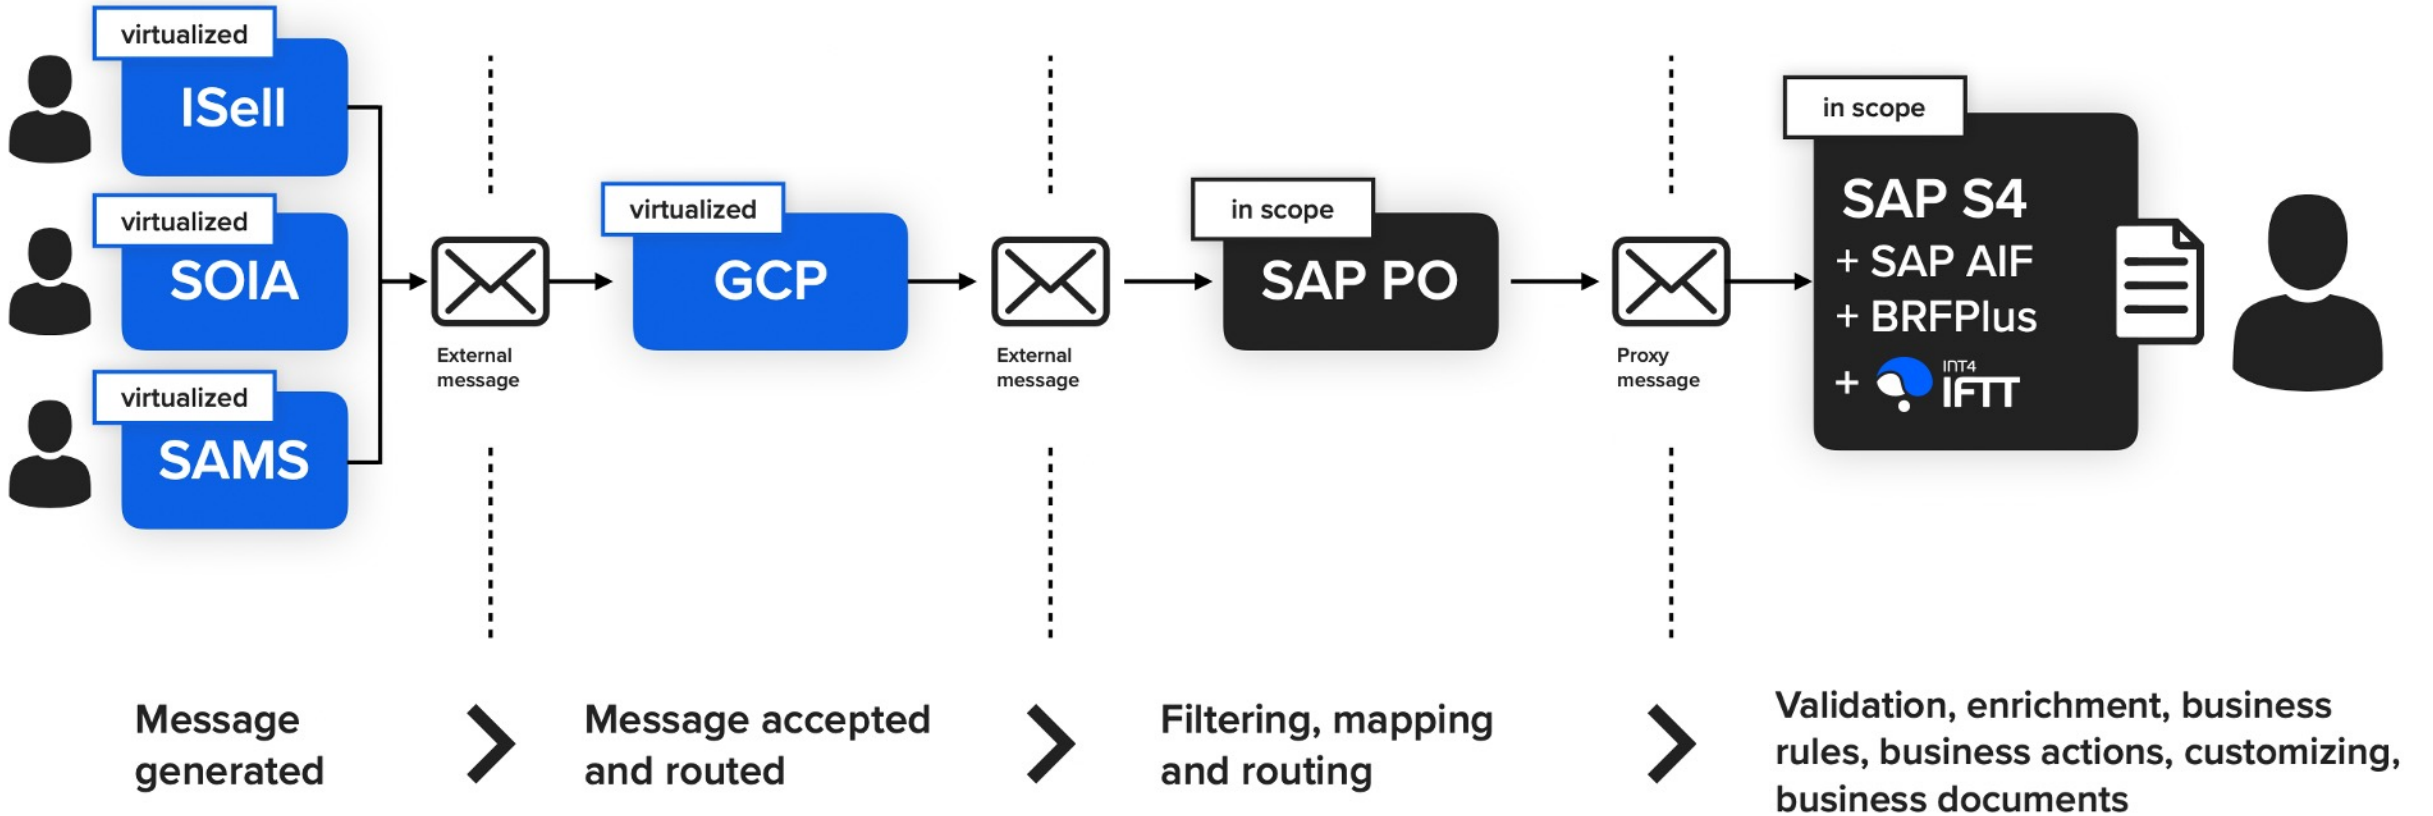 virtualized
ISell
virtualized
SOIA
virtualized
SAMS
External
message
virtualized
GCP
External
message
in scope
SAP PO
Proxy
message
in scope
SAP S4
+ SAP AIF
+ BRFPlus
+ INT4
IFTT
Message
generated
Message accepted
and routed
Filtering, mapping
and routing
Validation, enrichment, business
rules, business actions, customizing,
business documents